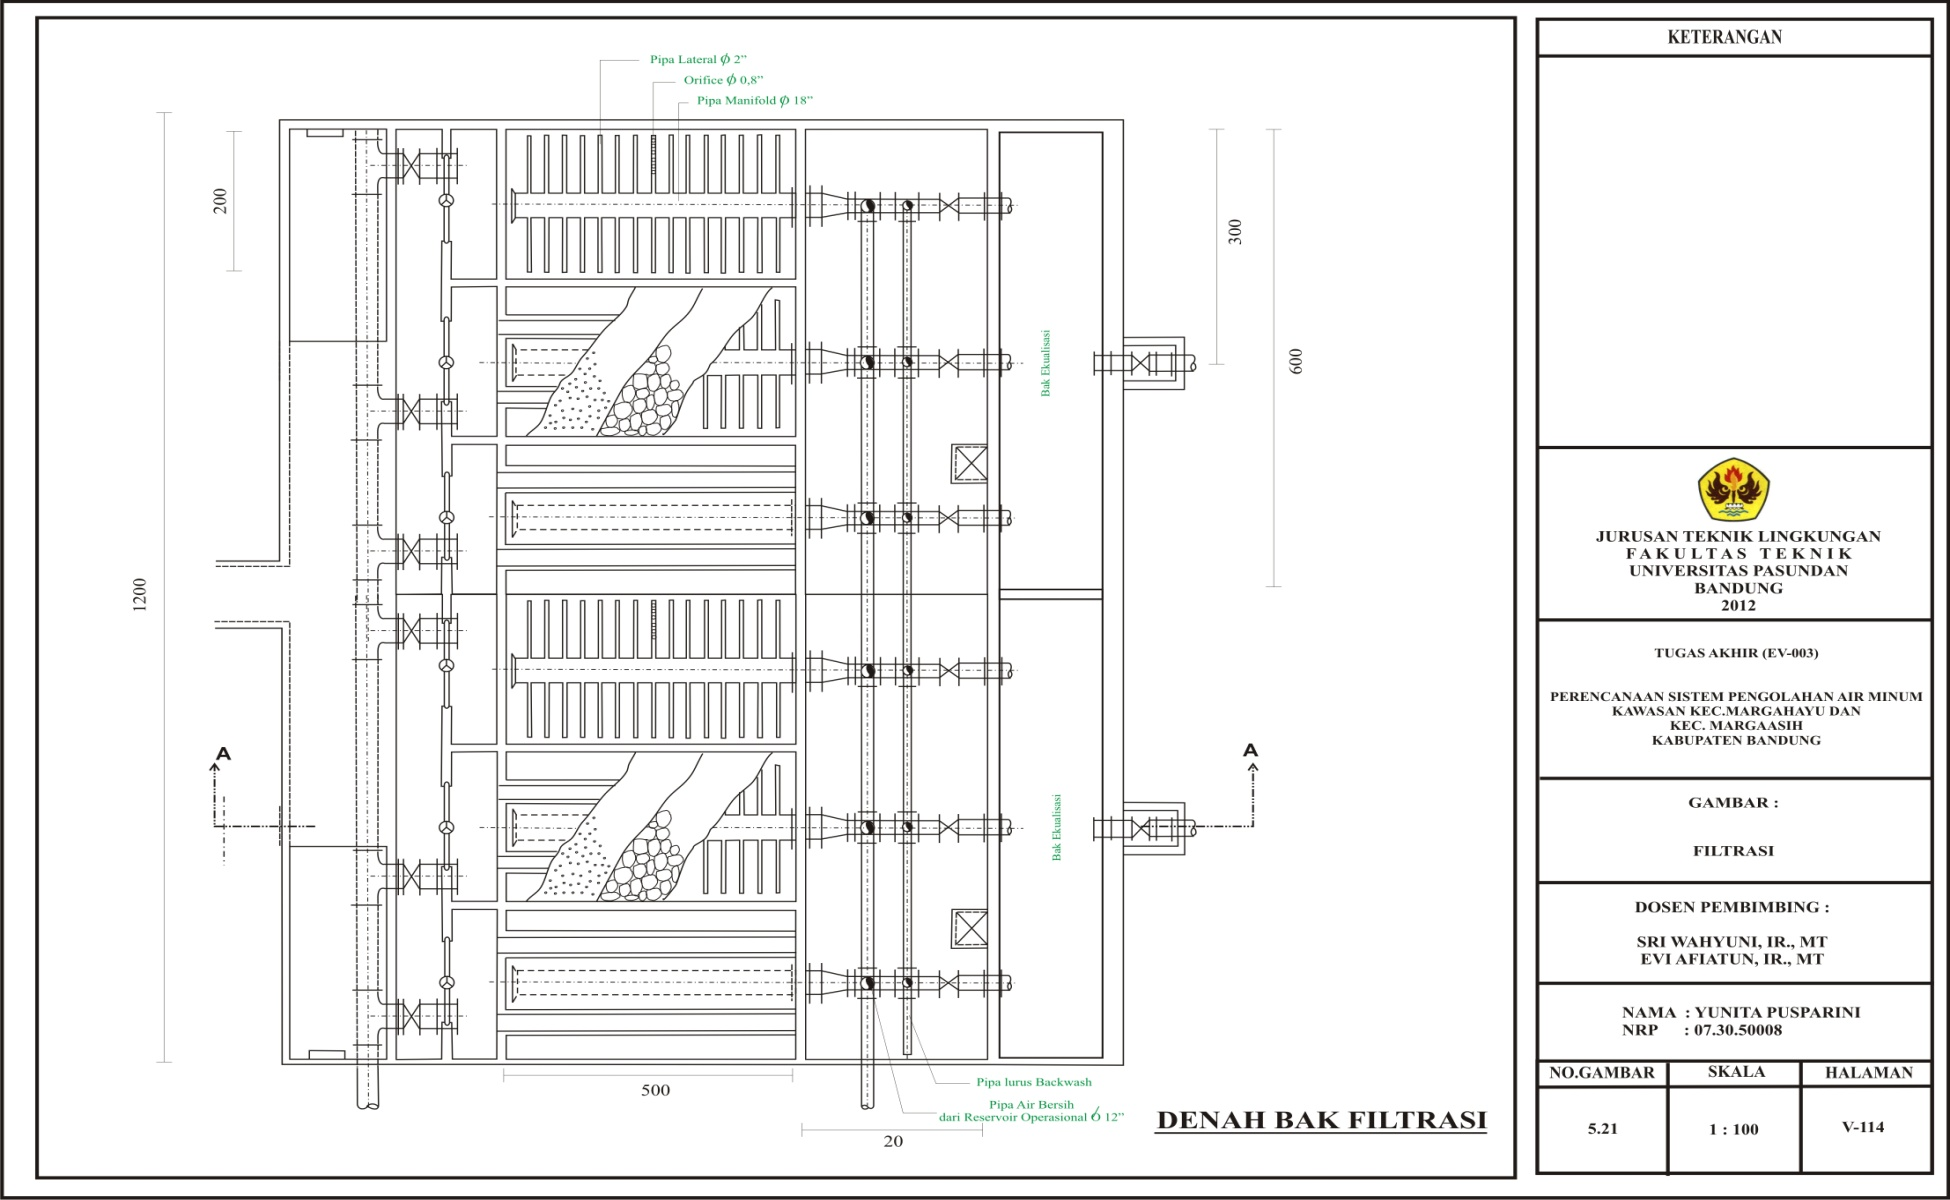 Pipa Lateral ϕ 2”
Orifice ϕ 0,8”
Pipa Manifold ϕ 18”
200
1200
300
600
Bak Ekualisasi
A
A
Bak Ekualisasi
500
Pipa lurus Backwash
Pipa Air Bersih
dari Reservoir Operasional ϕ 12”
20
DENAH BAK FILTRASI
KETERANGAN
JURUSAN TEKNIK LINGKUNGAN
FAKULTAS TEKNIK
UNIVERSITAS PASUNDAN
BANDUNG
2012
TUGAS AKHIR (EV-003)
PERENCANAAN SISTEM PENGOLAHAN AIR MINUM
KAWASAN KEC.MARGAHAYU DAN
KEC. MARGAASIH
KABUPATEN BANDUNG
GAMBAR :
FILTRASI
DOSEN PEMBIMBING :
SRI WAHYUNI, IR., MT
EVI AFIATUN, IR., MT
NAMA : YUNITA PUSPARINI
NRP : 07.30.50008
NO.GAMBAR SKALA HALAMAN
5.21 1 : 100 V-114